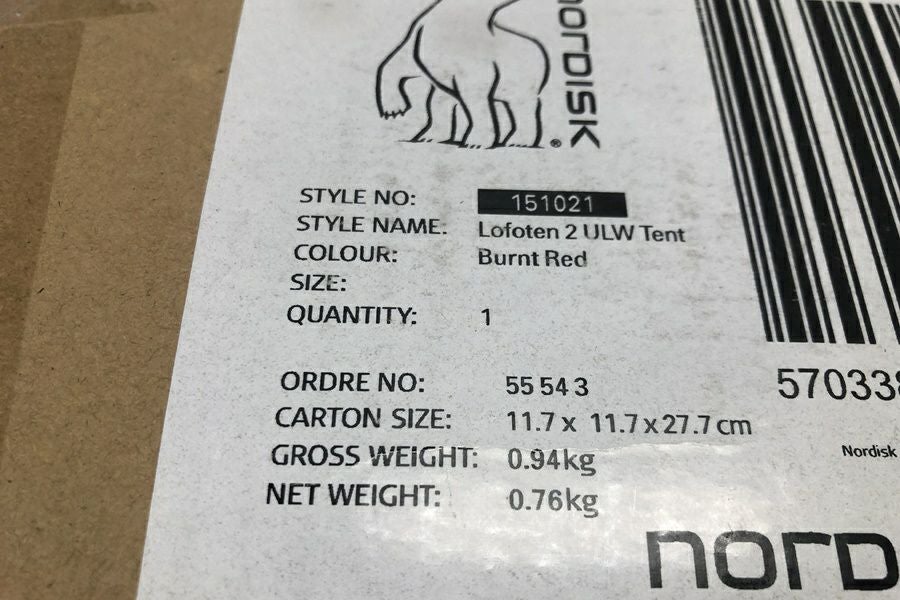 nordisk®
STYLE NO: 151021
STYLE NAME: Lofoten 2 ULW Tent
COLOUR: Burnt Red
SIZE:
QUANTITY: 1
ORDRE NO: 55 54 3
CARTON SIZE: 11.7 x 11.7 x 27.7 cm
GROSS WEIGHT: 0.94kg
NET WEIGHT: 0.76kg
57033
Nordisk
nord